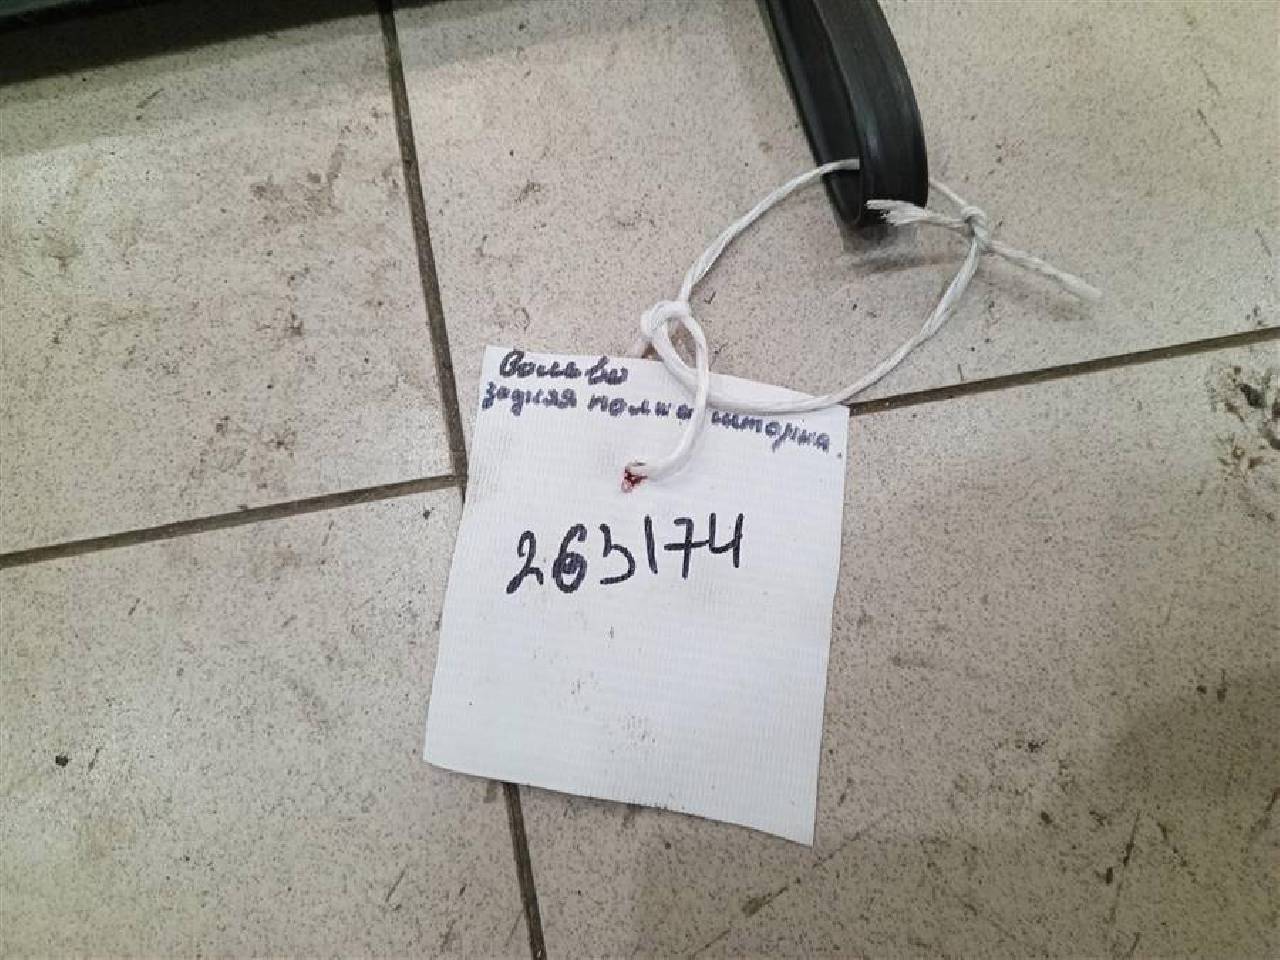 Вольво
задняя полка шторка.
263174